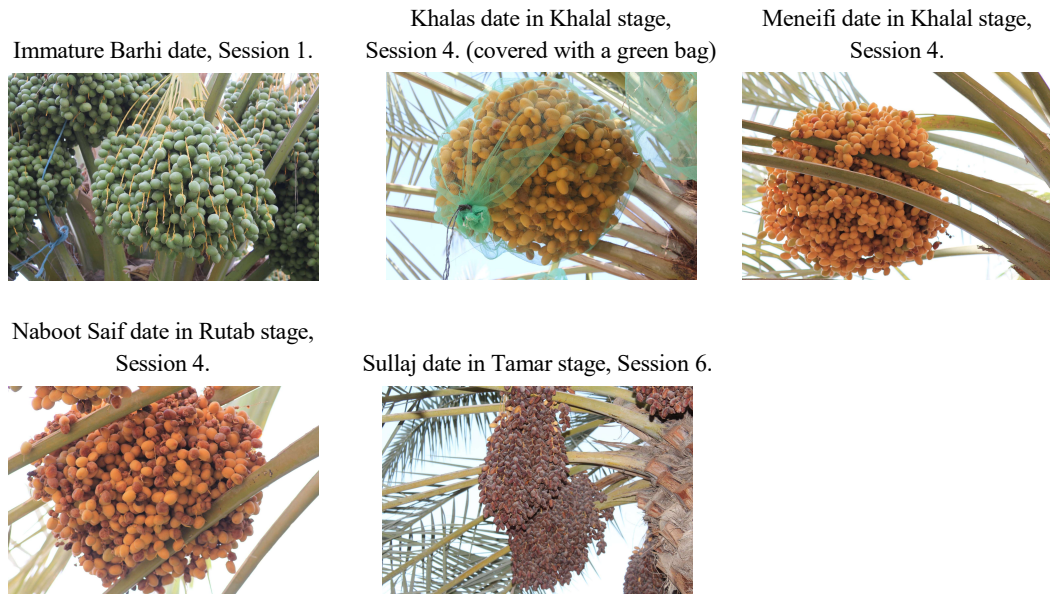 Immature Barhi date, Session 1.
Khalas date in Khalal stage,
Session 4. (covered with a green bag)
Meneifi date in Khalal stage,
Session 4.
Naboot Saif date in Rutab stage,
Session 4.
Sullaj date in Tamar stage, Session 6.